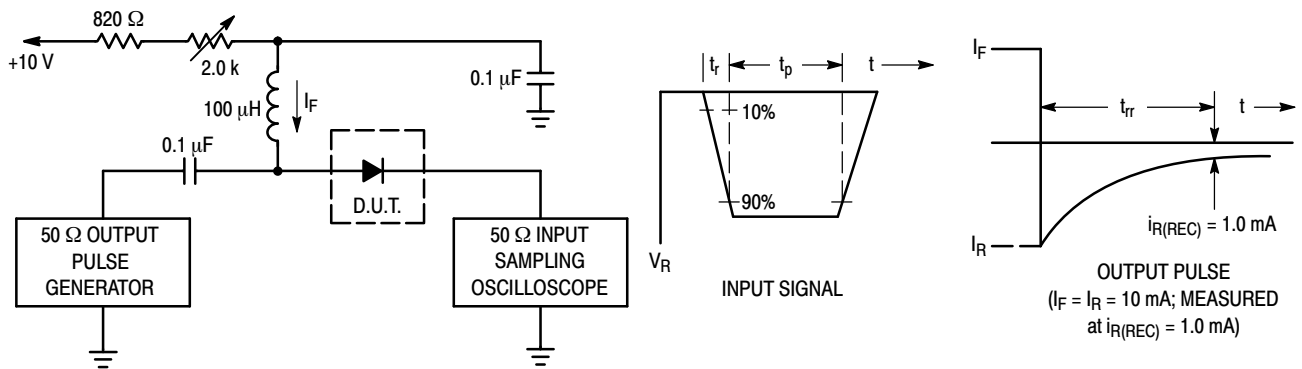 820 Ω
+10 V
2.0 k
0.1 μF
100 μH
I_F
0.1 μF
D.U.T.
50 Ω OUTPUT
PULSE
GENERATOR
50 Ω INPUT
SAMPLING
OSCILLOSCOPE
t_r
t_p
t
10%
90%
V_R
INPUT SIGNAL
I_F
t_rr
t
I_R
i_R(REC) = 1.0 mA
OUTPUT PULSE
(I_F = I_R = 10 mA; MEASURED
at i_R(REC) = 1.0 mA)